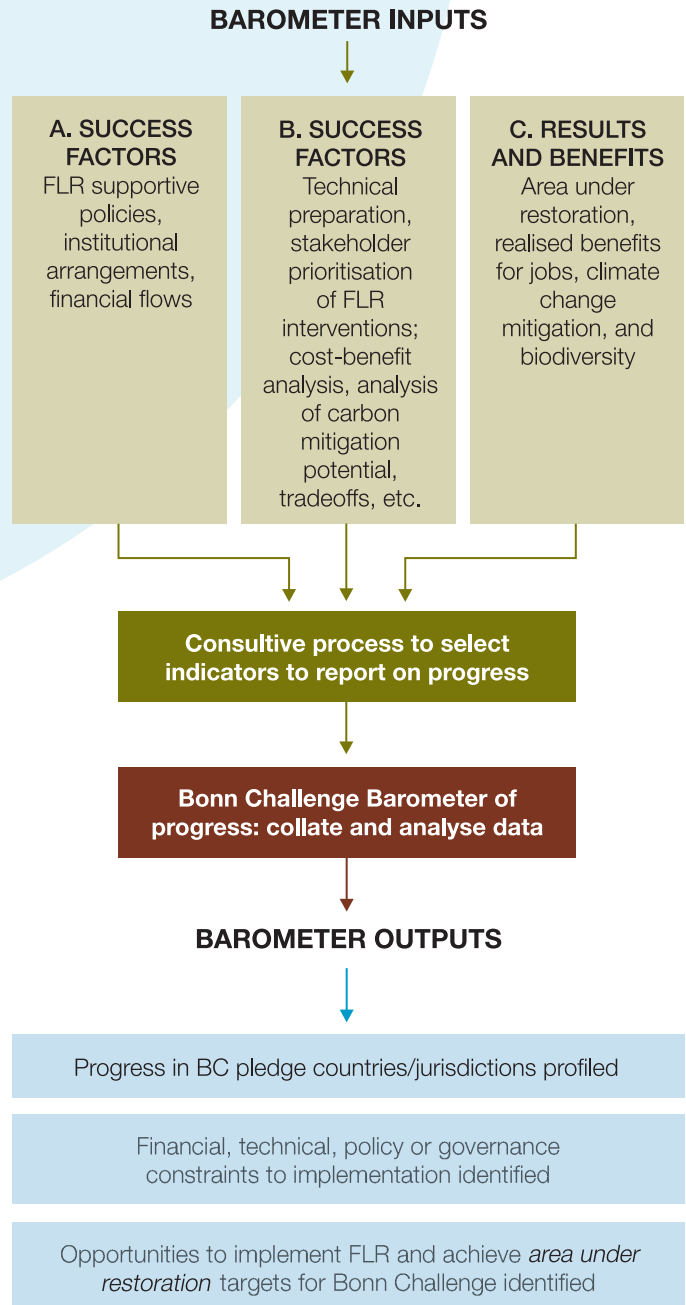 BAROMETER INPUTS
A. SUCCESS
FACTORS
FLR supportive
policies,
institutional
arrangements,
financial flows
B. SUCCESS
FACTORS
Technical
preparation,
stakeholder
prioritisation
of FLR
interventions;
cost-benefit
analysis, analysis
of carbon
mitigation
potential,
tradeoffs, etc.
C. RESULTS
AND BENEFITS
Area under
restoration,
realised benefits
for jobs, climate
change
mitigation, and
biodiversity
Consultive process to select
indicators to report on progress
Bonn Challenge Barometer of
progress: collate and analyse data
BAROMETER OUTPUTS
Progress in BC pledge countries/jurisdictions profiled
Financial, technical, policy or governance
constraints to implementation identified
Opportunities to implement FLR and achieve area under
restoration targets for Bonn Challenge identified